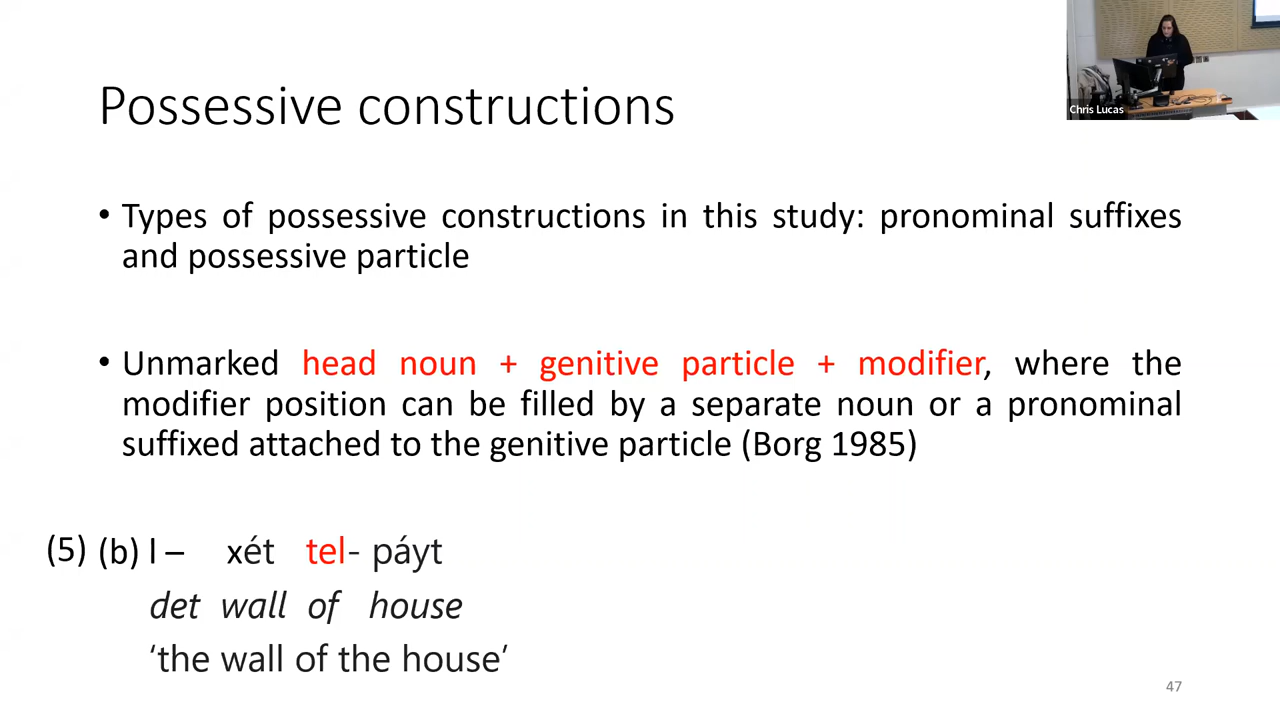 Chris Lucas
Possessive constructions
• Types of possessive constructions in this study: pronominal suffixes
and possessive particle
• Unmarked head noun + genitive particle + modifier, where the
modifier position can be filled by a separate noun or a pronominal
suffixed attached to the genitive particle (Borg 1985)
(5) (b) l – xét tel- páyt
det wall of house
‘the wall of the house’
47